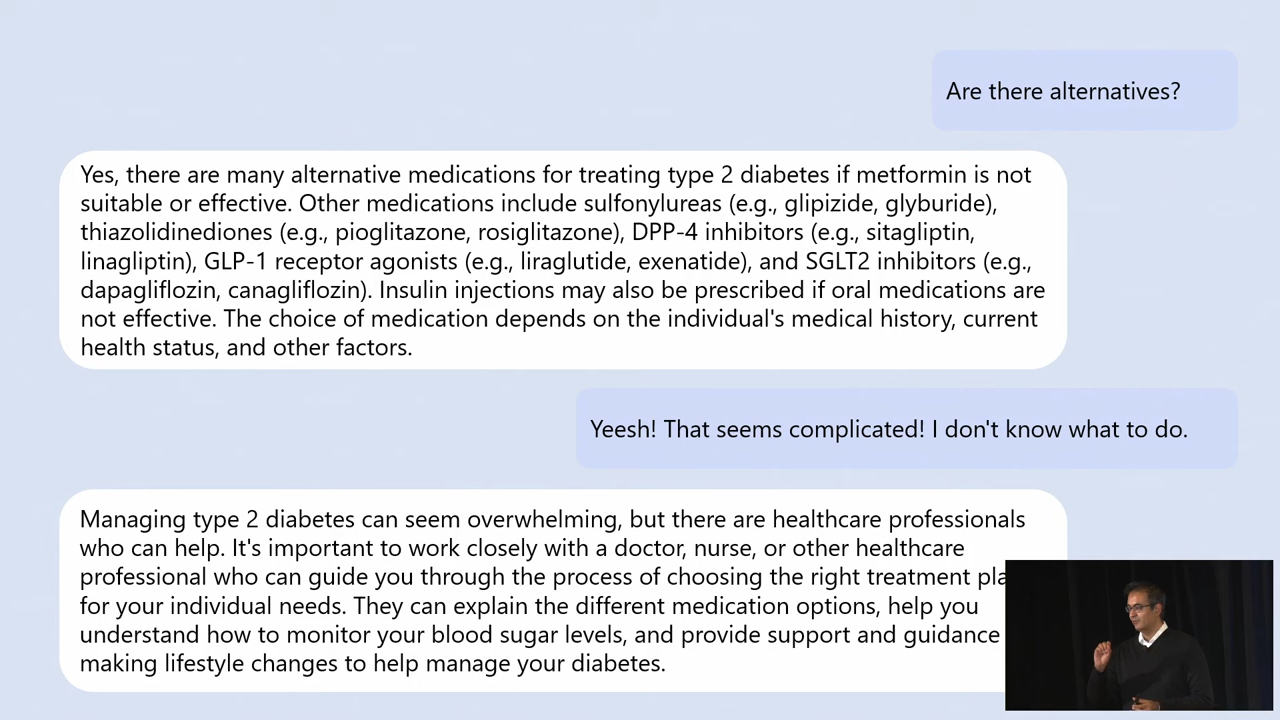 Are there alternatives?
Yes, there are many alternative medications for treating type 2 diabetes if metformin is not
suitable or effective. Other medications include sulfonylureas (e.g., glipizide, glyburide),
thiazolidinediones (e.g., pioglitazone, rosiglitazone), DPP-4 inhibitors (e.g., sitagliptin,
linagliptin), GLP-1 receptor agonists (e.g., liraglutide, exenatide), and SGLT2 inhibitors (e.g.,
dapagliflozin, canagliflozin). Insulin injections may also be prescribed if oral medications are
not effective. The choice of medication depends on the individual's medical history, current
health status, and other factors.
Yeesh! That seems complicated! I don't know what to do.
Managing type 2 diabetes can seem overwhelming, but there are healthcare professionals
who can help. It's important to work closely with a doctor, nurse, or other healthcare
professional who can guide you through the process of choosing the right treatment
for your individual needs. They can explain the different medication options, help you
understand how to monitor your blood sugar levels, and provide support and guidance
making lifestyle changes to help manage your diabetes.